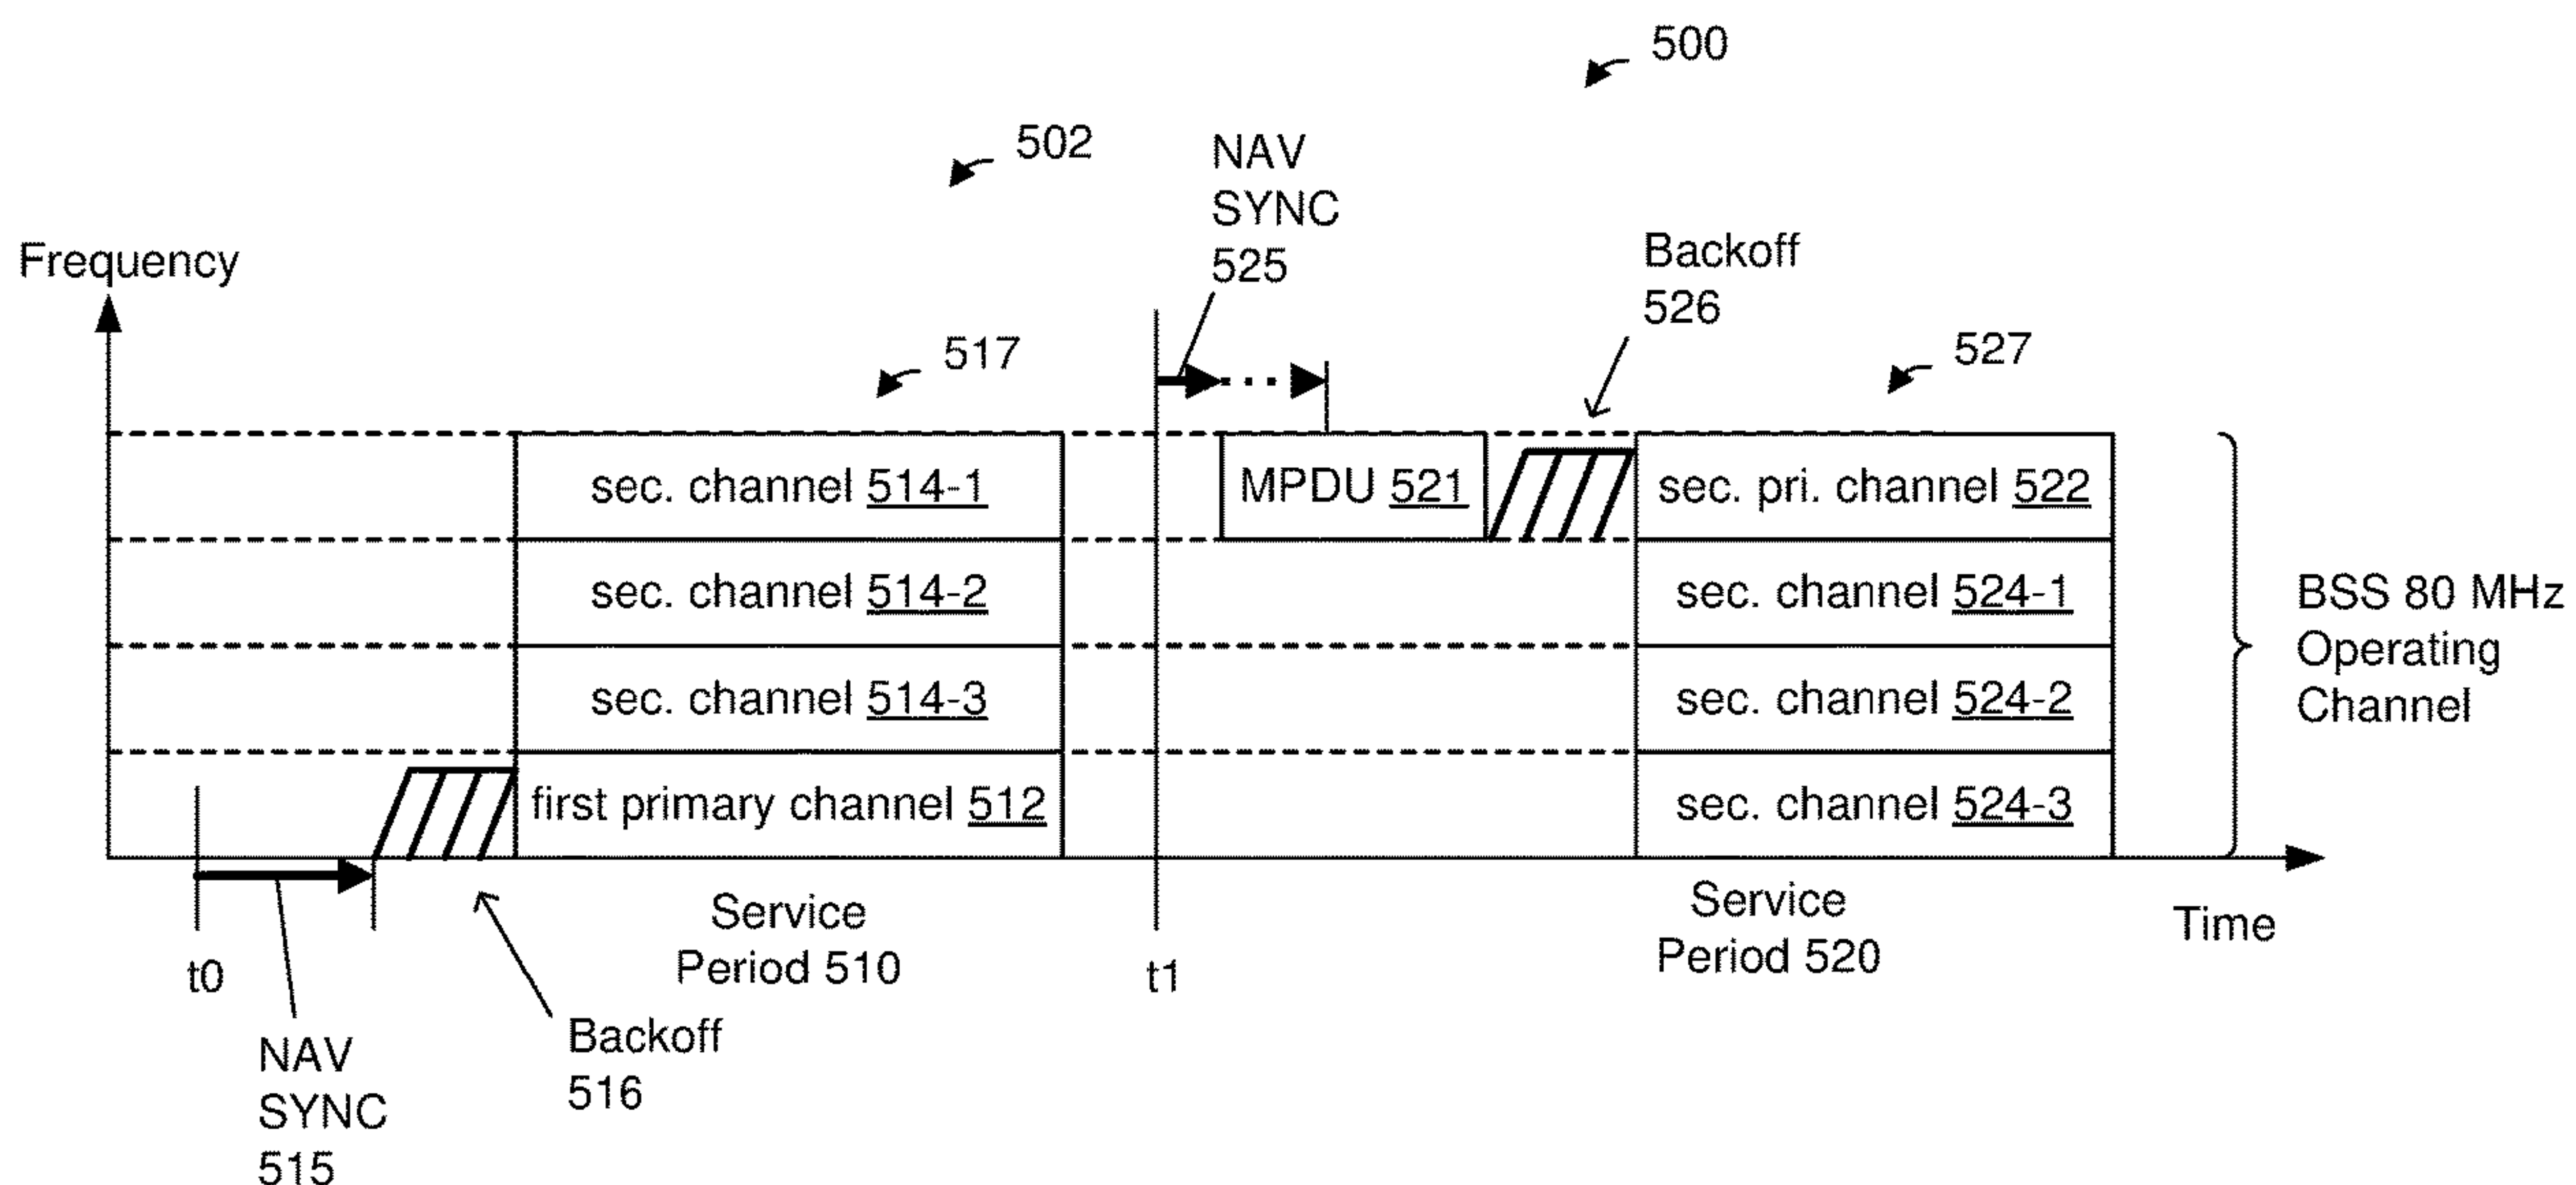 500
502
NAV
SYNC
525
Frequency
Backoff
526
517
527
sec. channel 514-1
MPDU 521
sec. pri. channel 522
sec. channel 514-2
sec. channel 524-1
sec. channel 514-3
sec. channel 524-2
first primary channel 512
sec. channel 524-3
BSS 80 MHz
Operating
Channel
t0
Service
Period 510
t1
Service
Period 520
Time
NAV
SYNC
515
Backoff
516